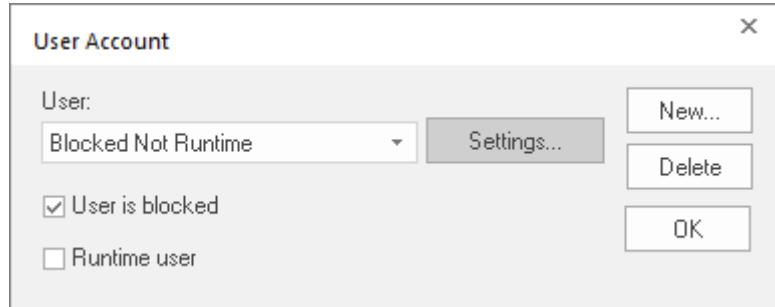 User Account
User:
Blocked Not Runtime
Settings...
New...
Delete
User is blocked
OK
Runtime user